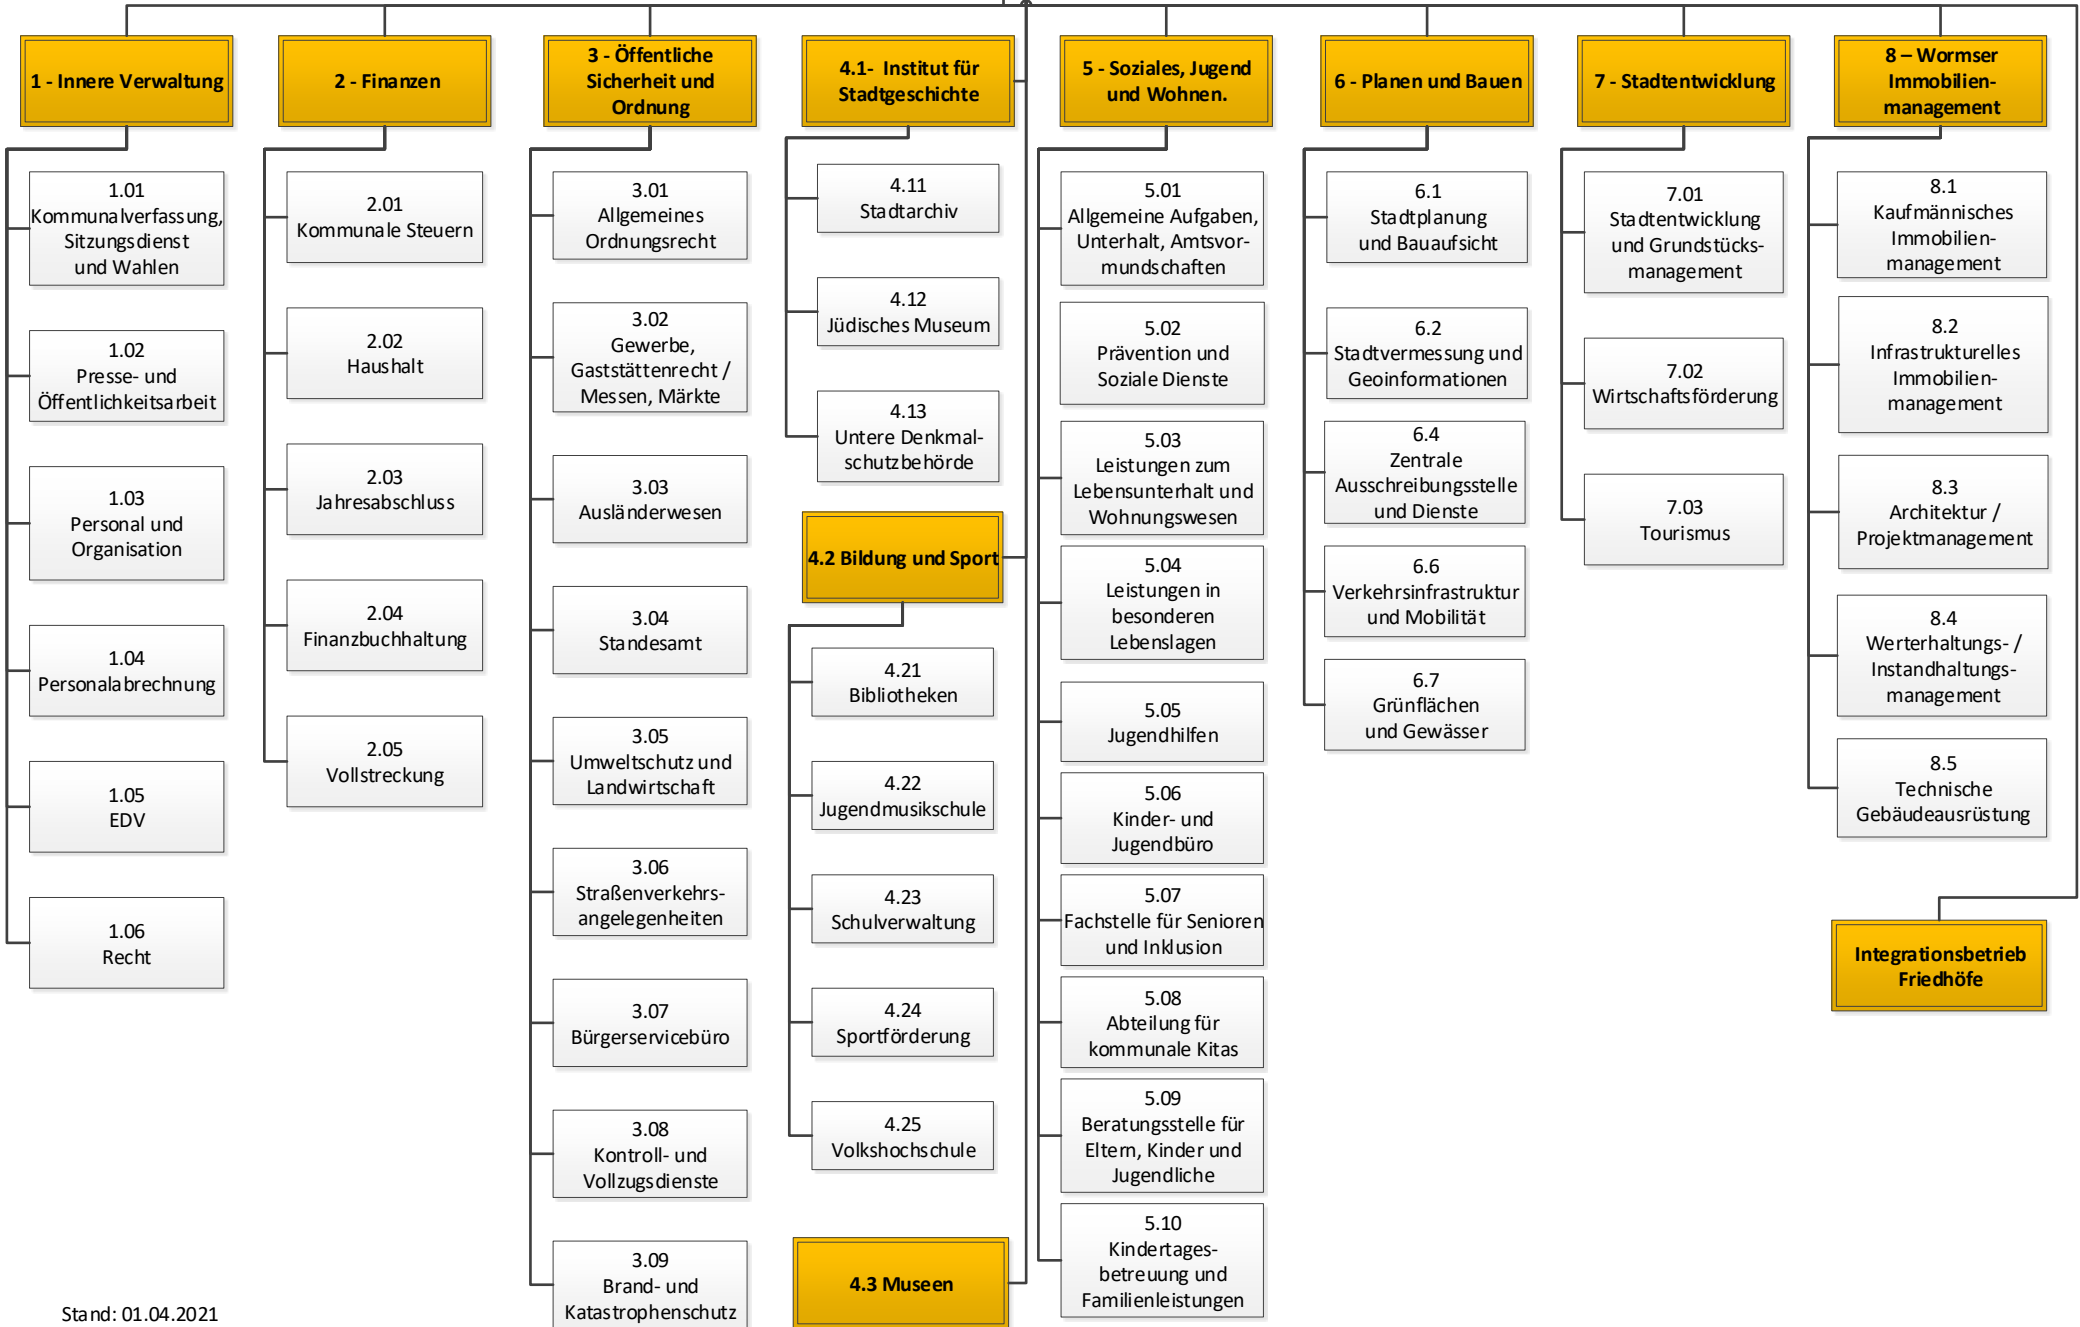 1 - Innere Verwaltung
1.01
Kommunalverfassung,
Sitzungsdienst
und Wahlen
1.02
Presse- und
Öffentlichkeitsarbeit
1.03
Personal und
Organisation
1.04
Personalabrechnung
1.05
EDV
1.06
Recht
2 - Finanzen
2.01
Kommunale Steuern
2.02
Haushalt
2.03
Jahresabschluss
2.04
Finanzbuchhaltung
2.05
Vollstreckung
3 - Öffentliche
Sicherheit und
Ordnung
3.01
Allgemeines
Ordnungsrecht
3.02
Gewerbe,
Gaststättenrecht /
Messen, Märkte
3.03
Ausländerwesen
3.04
Standesamt
3.05
Umweltschutz und
Landwirtschaft
3.06
Straßenverkehrs-
angelegenheiten
3.07
Bürgerservicebüro
3.08
Kontroll- und
Vollzugsdienste
3.09
Brand- und
Katastrophenschutz
4.1- Institut für
Stadtgeschichte
4.11
Stadtarchiv
4.12
Jüdisches Museum
4.13
Untere Denkmal-
schutzbehörde
4.2 Bildung und Sport
4.21
Bibliotheken
4.22
Jugendmusikschule
4.23
Schulverwaltung
4.24
Sportförderung
4.25
Volkshochschule
4.3 Museen
5 - Soziales, Jugend
und Wohnen.
5.01
Allgemeine Aufgaben,
Unterhalt, Amtsvor-
mundschaften
5.02
Prävention und
Soziale Dienste
5.03
Leistungen zum
Lebensunterhalt und
Wohnungswesen
5.04
Leistungen in
besonderen
Lebenslagen
5.05
Jugendhilfen
5.06
Kinder- und
Jugendbüro
5.07
Fachstelle für Senioren
und Inklusion
5.08
Abteilung für
kommunale Kitas
5.09
Beratungsstelle für
Eltern, Kinder und
Jugendliche
5.10
Kindertages-
betreuung und
Familienleistungen
6 - Planen und Bauen
6.1
Stadtplanung
und Bauaufsicht
6.2
Stadtvermessung und
Geoinformationen
6.4
Zentrale
Ausschreibungsstelle
und Dienste
6.6
Verkehrsinfrastruktur
und Mobilität
6.7
Grünflächen
und Gewässer
7 - Stadtentwicklung
7.01
Stadtentwicklung
und Grundstücks-
management
7.02
Wirtschaftsförderung
7.03
Tourismus
8 – Wormser
Immobilien-
management
8.1
Kaufmännisches
Immobilien-
management
8.2
Infrastrukturelles
Immobilien-
management
8.3
Architektur /
Projektmanagement
8.4
Werterhaltungs- /
Instandhaltungs-
management
8.5
Technische
Gebäudeausrüstung
Integrationsbetrieb
Friedhöfe
Stand: 01.04.2021